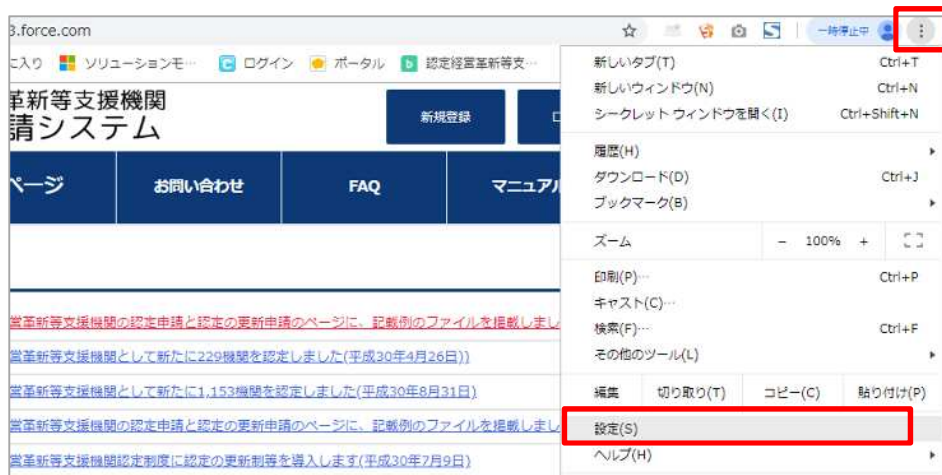 3.force.com
一時停止中
に入り ソリューションモ… ログイン ポータル 認定経営革新等支…
革新等支援機関
請システム
新規登録
ページ お問い合わせ FAQ マニュアル
営革新等支援機関の認定申請と認定の更新申請のページに、記載例のファイルを掲載しまし
営革新等支援機関として新たに229機関を認定しました(平成30年4月26日))
営革新等支援機関として新たに1,153機関を認定しました(平成30年8月31日)
営革新等支援機関の認定申請と認定の更新申請のページに、記載例のファイルを掲載しまし
営革新等支援機関認定制度に認定の更新制等を導入します(平成30年7月9日)
新しいタブ(T) Ctrl+T
新しいウィンドウ(N) Ctrl+N
シークレット ウィンドウを開く(I) Ctrl+Shift+N
履歴(H)
ダウンロード(D) Ctrl+J
ブックマーク(B)
ズーム - 100% +
印刷(P)… Ctrl+P
キャスト(C)…
検索(F)… Ctrl+F
その他のツール(L)
編集 切り取り(T) コピー(C) 貼り付け(P)
設定(S)
ヘルプ(H)